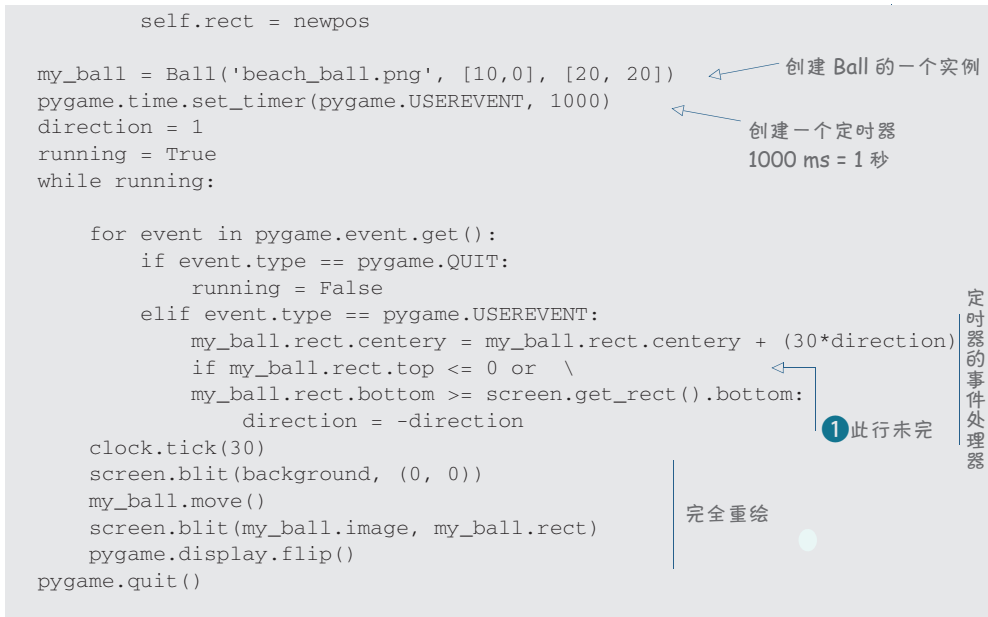 self.rect = newpos
my_ball = Ball('beach_ball.png', [10,0], [20, 20])
创建 Ball 的一个实例
pygame.time.set_timer(pygame.USEREVENT, 1000)
创建一个定时器
1000 ms = 1 秒
direction = 1
running = True
while running:
for event in pygame.event.get():
if event.type == pygame.QUIT:
running = False
elif event.type == pygame.USEREVENT:
my_ball.rect.centery = my_ball.rect.centery + (30*direction)
if my_ball.rect.top <= 0 or \
my_ball.rect.bottom >= screen.get_rect().bottom:
direction = -direction
1 此行未完
定时器的事件处理器
clock.tick(30)
screen.blit(background, (0, 0))
my_ball.move()
screen.blit(my_ball.image, my_ball.rect)
pygame.display.flip()
完全重绘
pygame.quit()